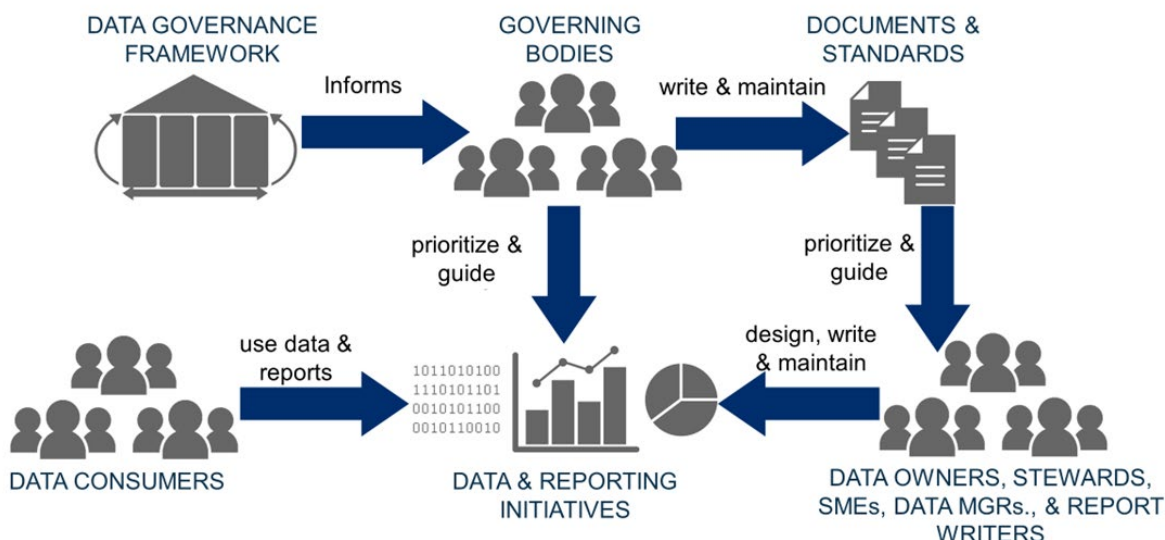 DATA GOVERNANCE
FRAMEWORK
GOVERNING
BODIES
DOCUMENTS &
STANDARDS
Informs
write & maintain
prioritize &
guide
prioritize &
guide
use data &
reports
design, write
& maintain
1011010100
1110101101
0010101100
0010110010
DATA CONSUMERS
DATA & REPORTING
INITIATIVES
DATA OWNERS, STEWARDS,
SMEs, DATA MGRs., & REPORT
WRITERS